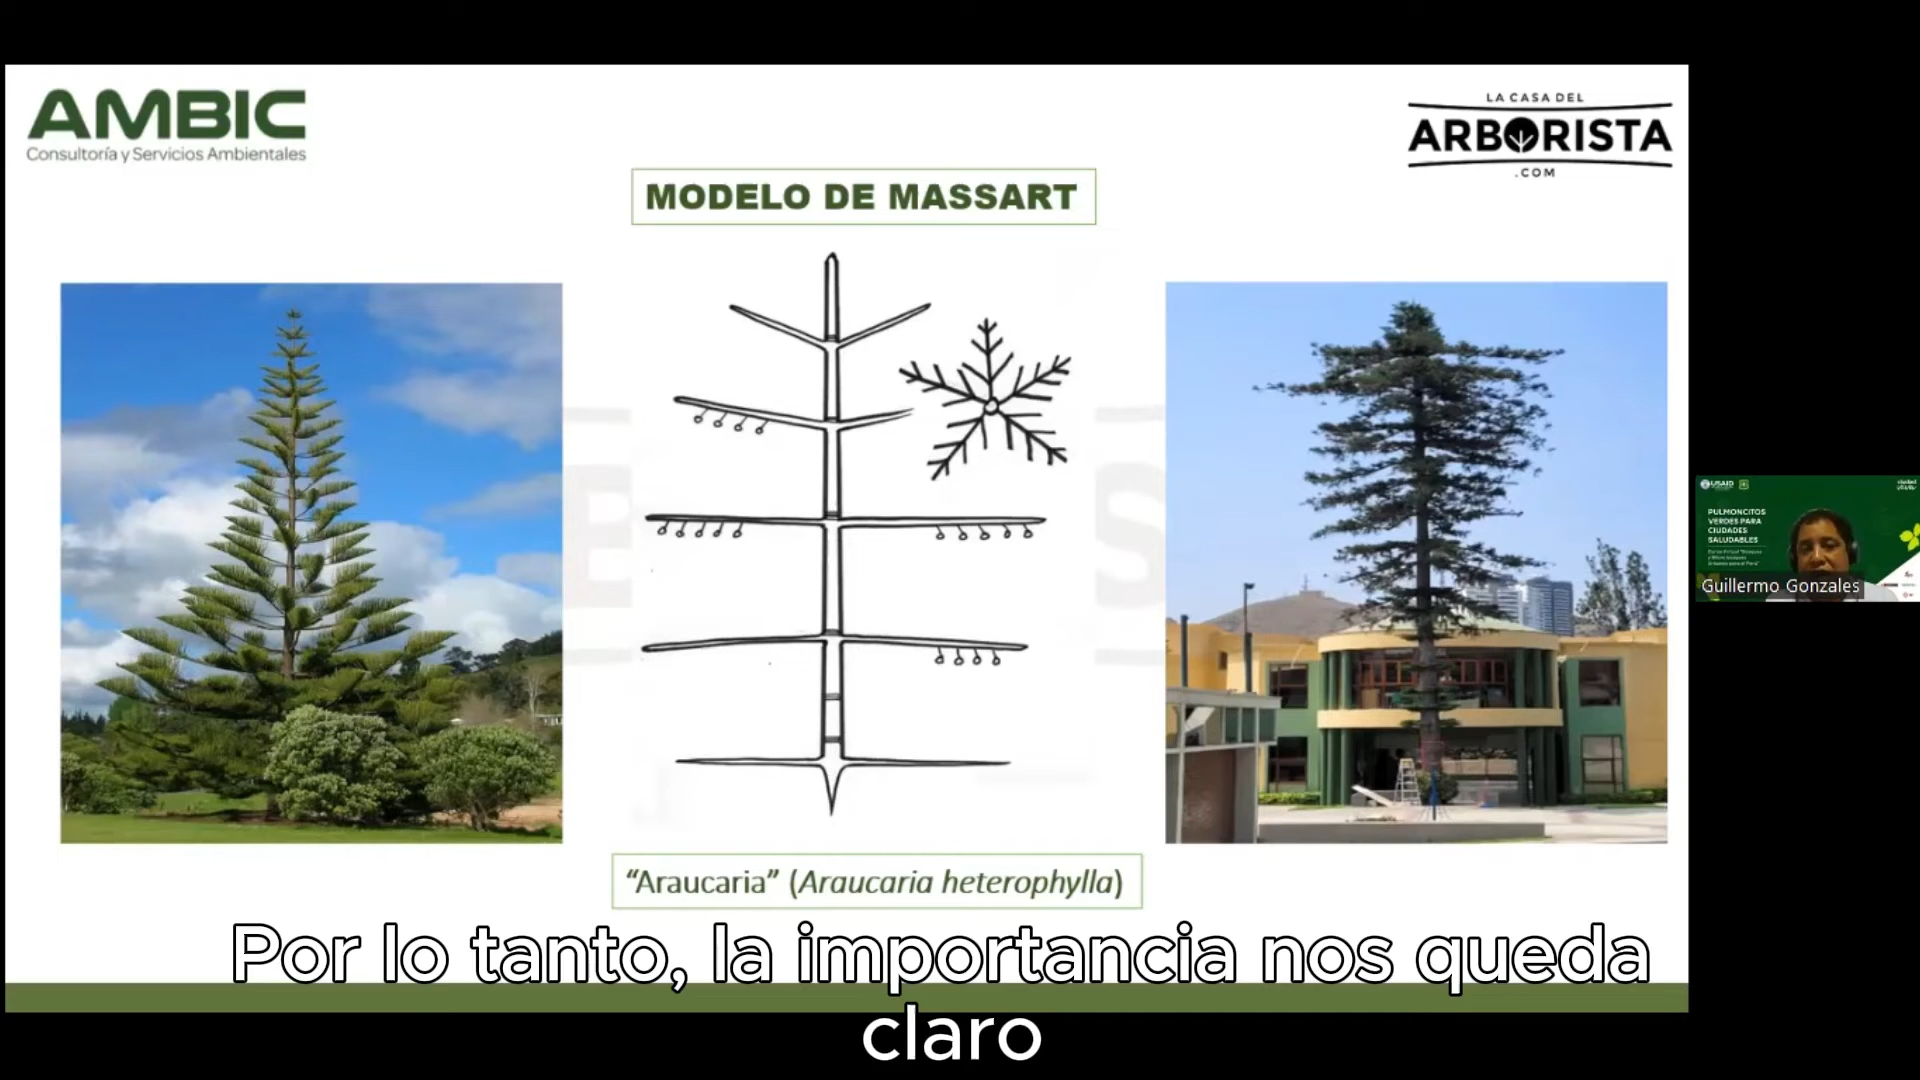 AMBIC
Consultoría y Servicios Ambientales
LA CASA DEL
ARBORISTA
.COM
MODELO DE MASSART
USAID
PULMONCITOS
VERDES PARA
CIUDADES
SALUDABLES
Guillermo Gonzales
“Araucaria” (Araucaria heterophylla)
Por lo tanto, la importancia nos queda
claro